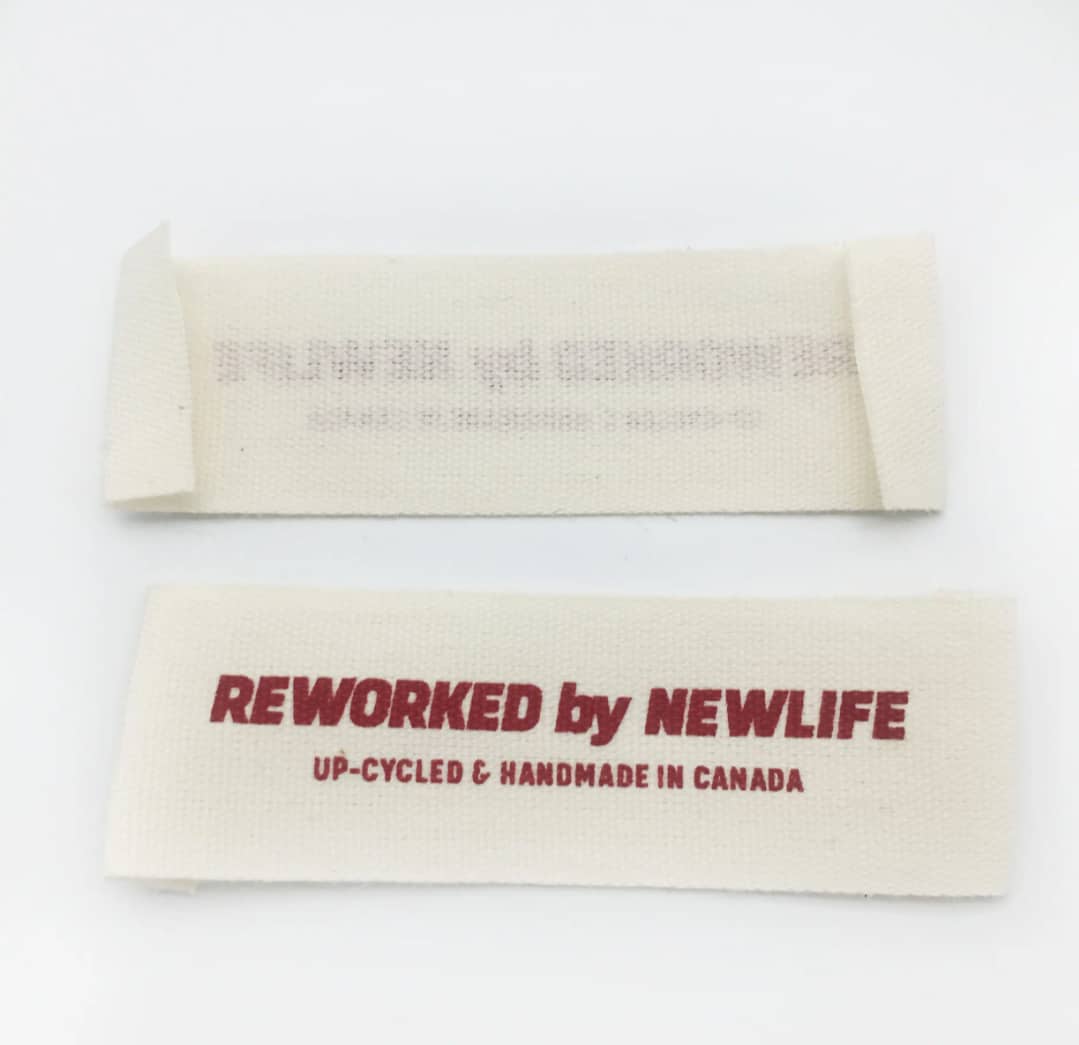 REWORKED by NEWLIFE
UP-CYCLED & HANDMADE IN CANADA